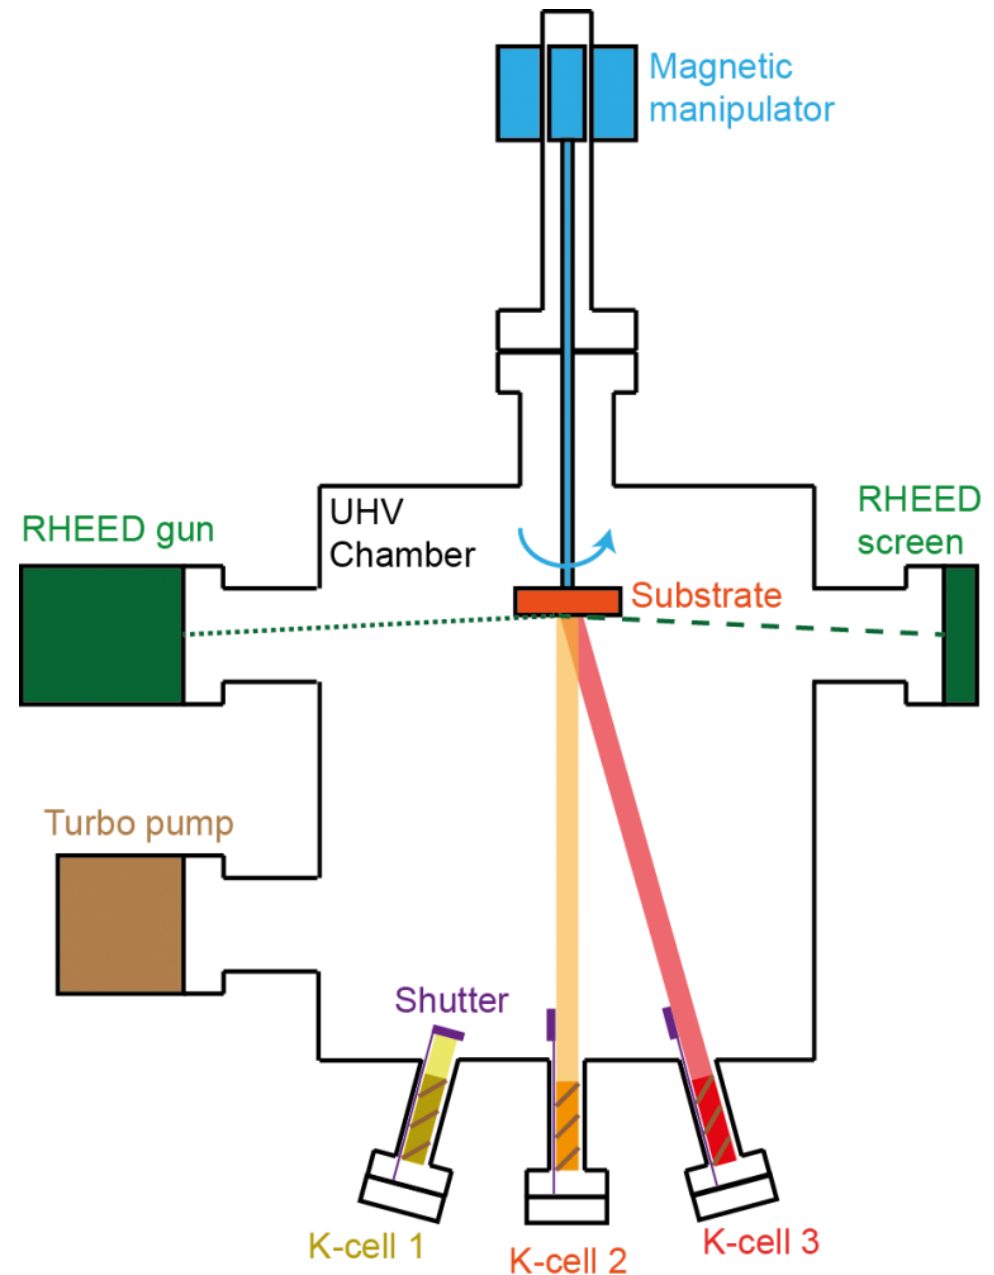 Magnetic
manipulator
RHEED
screen
UHV
Chamber
RHEED gun
Substrate
Turbo pump
Shutter
K-cell 1
K-cell 2
K-cell 3